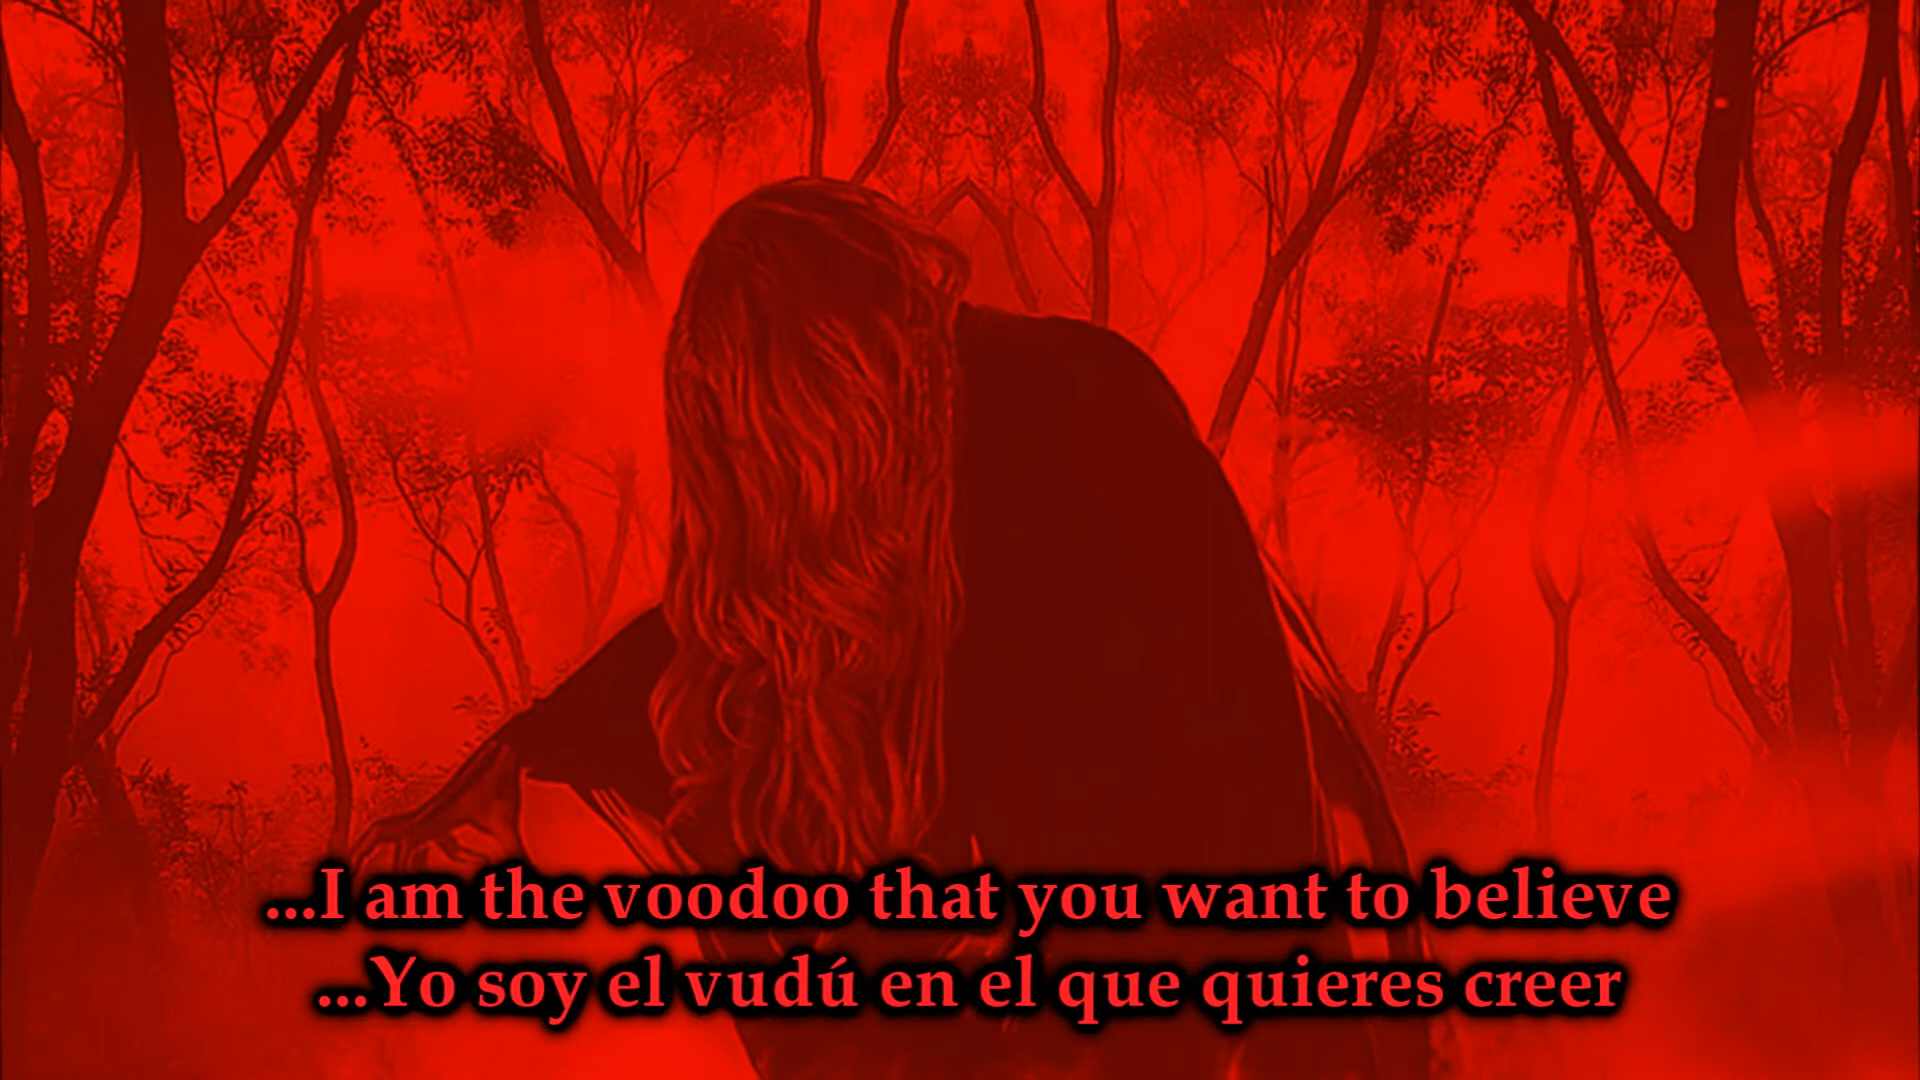 ...I am the voodoo that you want to believe
...Yo soy el vudú en el que quieres creer